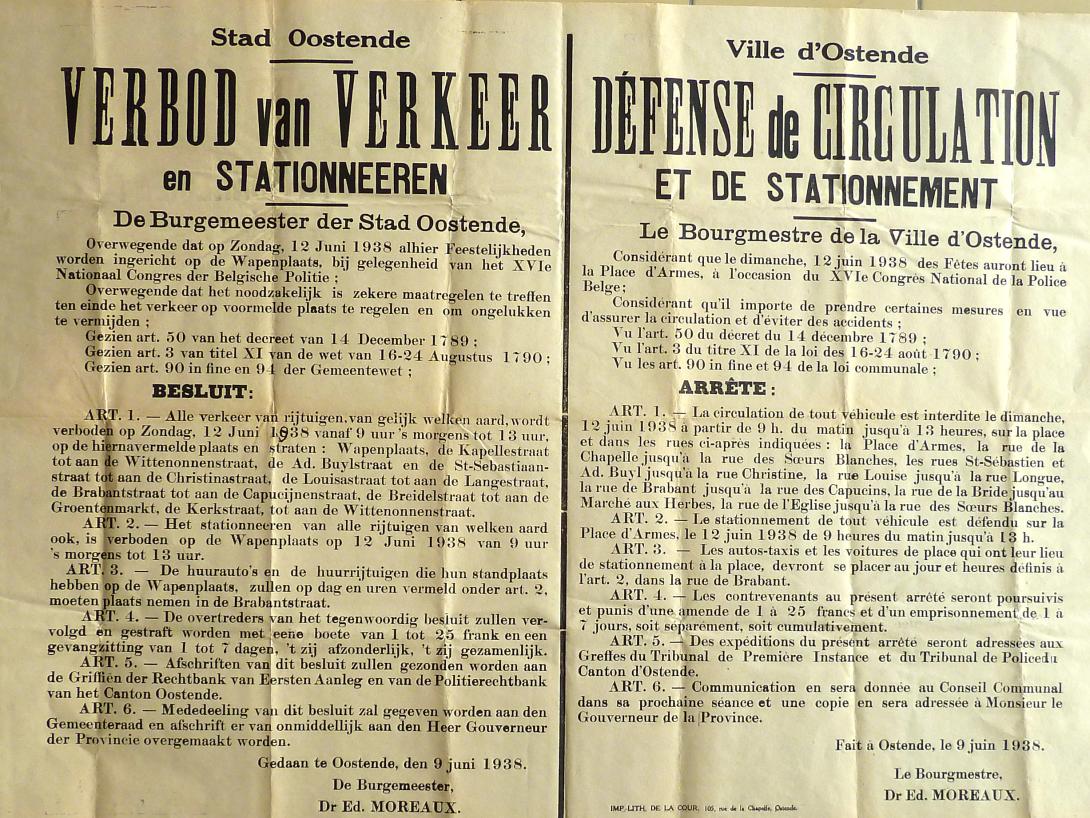 Stad Oostende
VERBOD van VERKEER
en STATIONNEEREN
De Burgemeester der Stad Oostende,
Overwegende dat op Zondag, 12 Juni 1938 alhier Feestelijkheden
worden ingericht op de Wapenplaats, bij gelegenheid van het XVIe
Nationaal Congres der Belgische Politie ;
Overwegende dat het noodzakelijk is zekere maatregelen te treffen
ten einde het verkeer op voormelde plaats te regelen en om ongelukken
te vermijden ;
Gezien art. 50 van het decreet van 14 December 1789 ;
Gezien art. 3 van titel XI van de wet van 16-24 Augustus 1790 ;
Gezien art. 90 in fine en 94 der Gemeentewet ;
BESLUIT:
ART. 1. — Alle verkeer van rijtuigen, van gelijk welken aard, wordt
verboden op Zondag, 12 Juni 1938 vanaf 9 uur 's morgens tot 13 uur,
op de hiernavermelde plaats en straten : Wapenplaats, de Kapellestraat
tot aan de Wittenonnenstraat, de Ad. Buylstraat en de St-Sebastiaan-
straat tot aan de Christinastraat, de Louisastraat tot aan de Langestraat,
de Brabantstraat tot aan de Capucijnenstraat, de Breidelstraat tot aan de
Groentenmarkt, de Kerkstraat, tot aan de Wittenonnenstraat.
ART. 2. — Het stationneeren van alle rijtuigen van welken aard
ook, is verboden op de Wapenplaats op 12 Juni 1938 van 9 uur
's morgens tot 13 uur.
ART. 3. — De huurauto's en de huurrijtuigen die hun standplaats
hebben op de Wapenplaats, zullen op dag en uren vermeld onder art. 2,
moeten plaats nemen in de Brabantstraat.
ART. 4. — De overtreders van het tegenwoordig besluit zullen ver-
volgd en gestraft worden met eene boete van 1 tot 25 frank en een
gevangzitting van 1 tot 7 dagen, 't zij afzonderlijk, 't zij gezamenlijk.
ART. 5. — Afschriften van dit besluit zullen gezonden worden aan
de Griffiën der Rechtbank van Eersten Aanleg en van de Politierechtbank
van het Canton Oostende.
ART. 6. — Mededeeling van dit besluit zal gegeven worden aan den
Gemeenteraad en afschrift er van onmiddellijk aan den Heer Gouverneur
der Provincie overgemaakt worden.
Gedaan te Oostende, den 9 juni 1938.
De Burgemeester,
Dr Ed. MOREAUX.
Ville d'Ostende
DÉFENSE de CIRCULATION
ET DE STATIONNEMENT
Le Bourgmestre de la Ville d'Ostende,
Considérant que le dimanche, 12 juin 1938 des Fêtes auront lieu à
la Place d'Armes, à l'occasion du XVIe Congrès National de la Police
Belge;
Considérant qu'il importe de prendre certaines mesures en vue
d'assurer la circulation et d'éviter des accidents ;
Vu l'art. 50 du décret du 14 décembre 1789 ;
Vu l'art. 3 du titre XI de la loi des 16-24 août 1790 ;
Vu les art. 90 in fine et 94 de la loi communale ;
ARRÊTE :
ART. 1. — La circulation de tout véhicule est interdite le dimanche,
12 juin 1938 à partir de 9 h. du matin jusqu'à 13 heures, sur la place
et dans les rues ci-après indiquées : la Place d'Armes, la rue de la
Chapelle jusqu'à la rue des Sœurs Blanches, les rues St-Sébastien et
Ad. Buyl jusqu'à la rue Christine, la rue Louise jusqu'à la rue Longue,
la rue de Brabant jusqu'à la rue des Capucins, la rue de la Bride jusqu'au
Marché aux Herbes, la rue de l'Eglise jusqu'à la rue des Sœurs Blanches.
ART. 2. — Le stationnement de tout véhicule est défendu sur la
Place d'Armes, le 12 juin 1938 de 9 heures du matin jusqu'à 13 h.
ART. 3. — Les autos-taxis et les voitures de place qui ont leur lieu
de stationnement à la place, devront se placer au jour et heures définis à
l'art. 2, dans la rue de Brabant.
ART. 4. — Les contrevenants au présent arrêté seront poursuivis
et punis d'une amende de 1 à 25 francs et d'un emprisonnement de 1 à
7 jours, soit séparément, soit cumulativement.
ART. 5. — Des expéditions du présent arrêté seront adressées aux
Greffes du Tribunal de Première Instance et du Tribunal de Police du
Canton d'Ostende.
ART. 6. — Communication en sera donnée au Conseil Communal
dans sa prochaine séance et une copie en sera adressée à Monsieur le
Gouverneur de la Province.
Fait à Ostende, le 9 juin 1938.
Le Bourgmestre,
Dr Ed. MOREAUX.
IMP.-LITH. DE LA COUR, 105, rue de la Chapelle, Ostende.